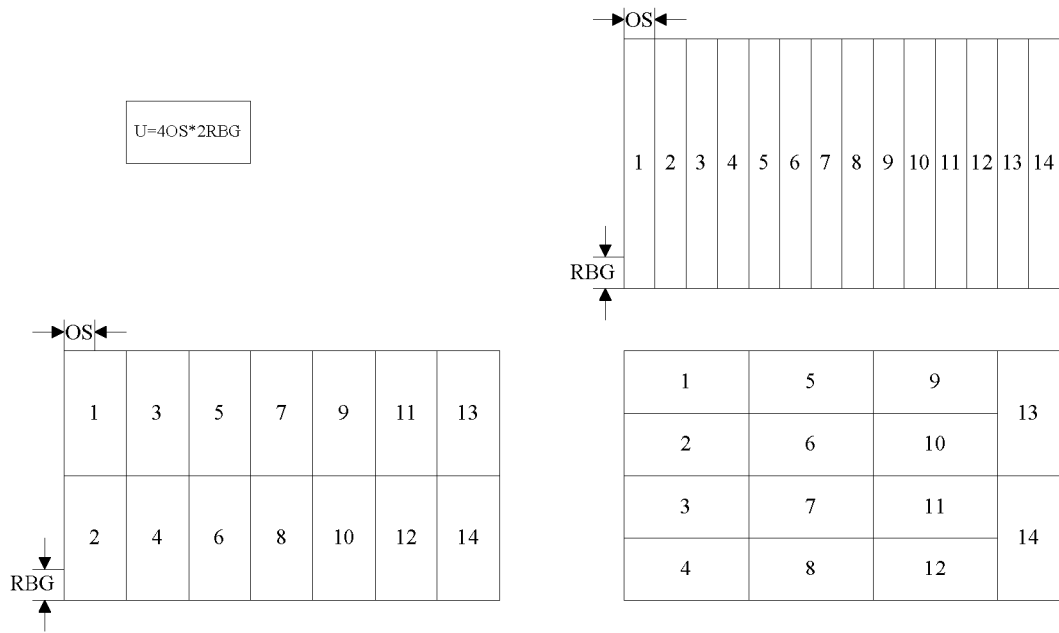 U=4OS*2RBG
OS
1 2 3 4 5 6 7 8 9 10 11 12 13 14
RBG
OS
1 3 5 7 9 11 13
2 4 6 8 10 12 14
RBG
1 5 9
13
2 6 10
3 7 11
14
4 8 12